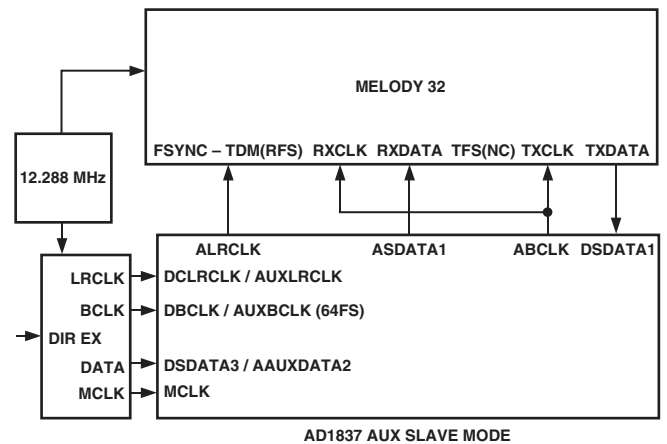 MELODY 32
FSYNC – TDM(RFS) RXCLK RXDATA TFS(NC) TXCLK TXDATA
12.288 MHz
ALRCLK ASDATA1 ABCLK DSDATA1
LRCLK DCLRCLK / AUXLRCLK
BCLK DBCLK / AUXBCLK (64FS)
DIR EX
DATA DSDATA3 / AAUXDATA2
MCLK MCLK
AD1837 AUX SLAVE MODE